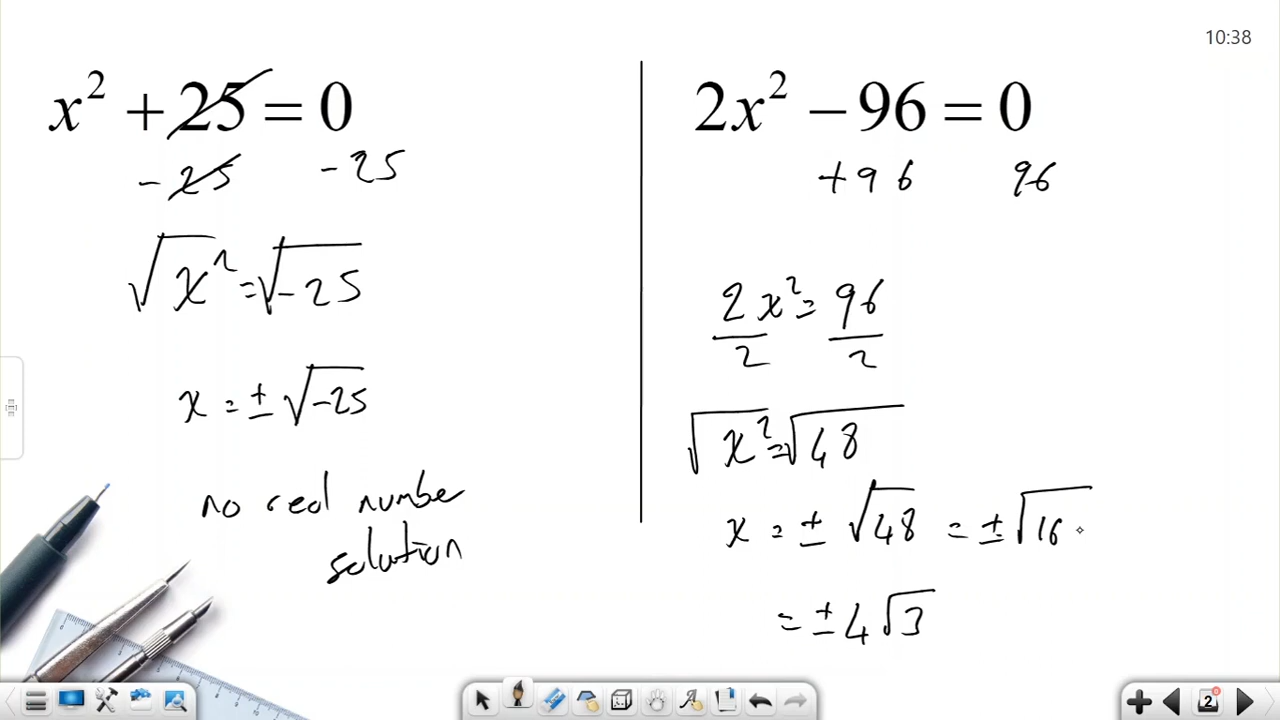 10:38
x² + 25 = 0
- 25 - 25
√x² = √-25
x = ± √-25
no real number
solution
2x² - 96 = 0
+96 96
2x² = 96
2 2
√x² = √48
x = ± √48 = ± √16 ·
= ± 4√3
2